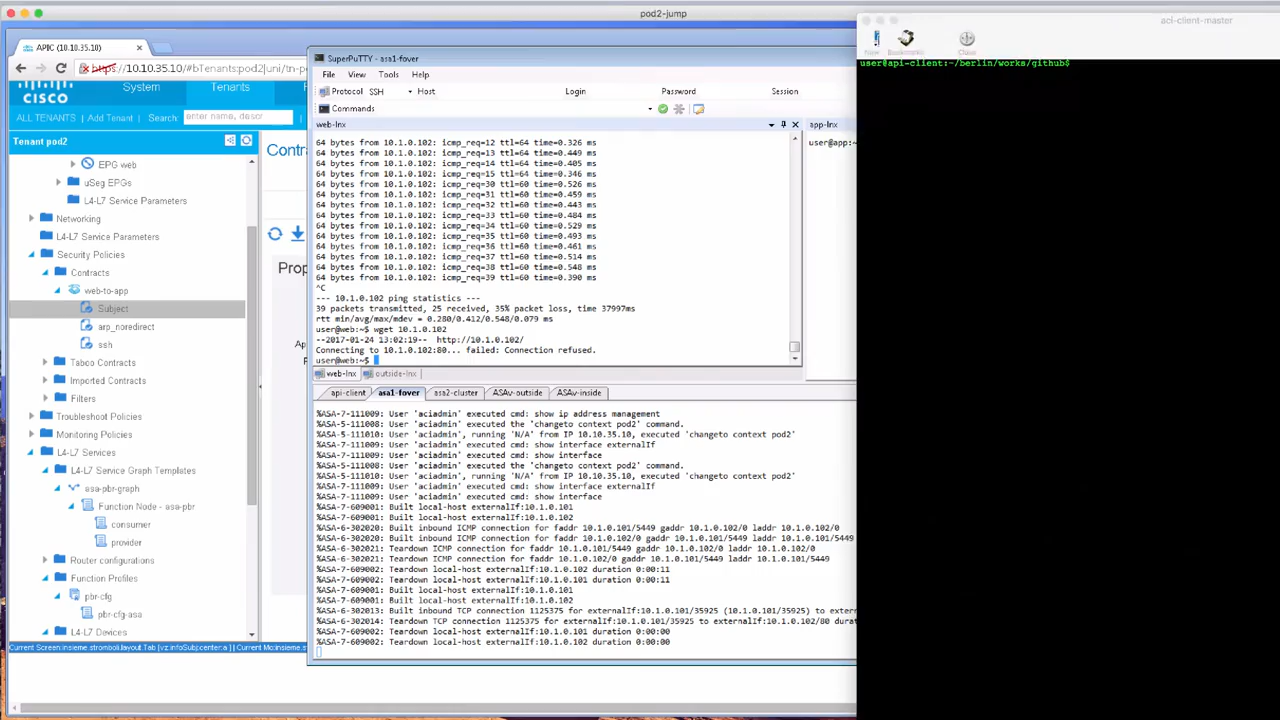 pod2-jump
APIC (10.10.35.10)
https://10.10.35.10/#bTenants:pod2|uni/tn-p
CISCO
System
Tenants
ALL TENANTS | Add Tenant | Search: enter name, descr
Tenant pod2
EPG web
uSeg EPGs
L4-L7 Service Parameters
Networking
L4-L7 Service Parameters
Security Policies
Contracts
web-to-app
Subject
arp_noredirect
ssh
Taboo Contracts
Imported Contracts
Filters
Troubleshoot Policies
Monitoring Policies
L4-L7 Services
L4-L7 Service Graph Templates
asa-pbr-graph
Function Node - asa-pbr
consumer
provider
Router configurations
Function Profiles
pbr-cfg
pbr-cfg-asa
L4-L7 Devices
Current Screen:insieme.stromboli.layout.Tab [vz.infoSubj:center:a ] | Current Mo:insieme.s
Contra
Prop
SuperPuTTY - asa1-fover
File View Tools Help
Protocol SSH Host Login Password Session
Commands
web-lnx
64 bytes from 10.1.0.102: icmp_req=12 ttl=64 time=0.326 ms
64 bytes from 10.1.0.102: icmp_req=13 ttl=64 time=0.449 ms
64 bytes from 10.1.0.102: icmp_req=14 ttl=64 time=0.405 ms
64 bytes from 10.1.0.102: icmp_req=15 ttl=64 time=0.346 ms
64 bytes from 10.1.0.102: icmp_req=30 ttl=60 time=0.526 ms
64 bytes from 10.1.0.102: icmp_req=31 ttl=60 time=0.459 ms
64 bytes from 10.1.0.102: icmp_req=32 ttl=60 time=0.443 ms
64 bytes from 10.1.0.102: icmp_req=33 ttl=60 time=0.484 ms
64 bytes from 10.1.0.102: icmp_req=34 ttl=60 time=0.529 ms
64 bytes from 10.1.0.102: icmp_req=35 ttl=60 time=0.493 ms
64 bytes from 10.1.0.102: icmp_req=36 ttl=60 time=0.461 ms
64 bytes from 10.1.0.102: icmp_req=37 ttl=60 time=0.514 ms
64 bytes from 10.1.0.102: icmp_req=38 ttl=60 time=0.548 ms
64 bytes from 10.1.0.102: icmp_req=39 ttl=60 time=0.390 ms
^C
--- 10.1.0.102 ping statistics ---
39 packets transmitted, 25 received, 35% packet loss, time 37997ms
rtt min/avg/max/mdev = 0.280/0.412/0.548/0.079 ms
user@web:~$ wget 10.1.0.102
--2017-01-24 13:02:19-- http://10.1.0.102/
Connecting to 10.1.0.102:80... failed: Connection refused.
user@web:~$
web-lnx outside-lnx
app-lnx
user@app:~
api-client asa1-fover asa2-cluster ASAv-outside ASAv-inside
%ASA-7-111009: User 'aciadmin' executed cmd: show ip address management
%ASA-5-111008: User 'aciadmin' executed the 'changeto context pod2' command.
%ASA-5-111010: User 'aciadmin', running 'N/A' from IP 10.10.35.10, executed 'changeto context pod2'
%ASA-7-111009: User 'aciadmin' executed cmd: show interface externalIf
%ASA-7-111009: User 'aciadmin' executed cmd: show interface
%ASA-5-111008: User 'aciadmin' executed the 'changeto context pod2' command.
%ASA-5-111010: User 'aciadmin', running 'N/A' from IP 10.10.35.10, executed 'changeto context pod2'
%ASA-7-111009: User 'aciadmin' executed cmd: show interface externalIf
%ASA-7-111009: User 'aciadmin' executed cmd: show interface
%ASA-7-609001: Built local-host externalIf:10.1.0.101
%ASA-7-609001: Built local-host externalIf:10.1.0.102
%ASA-6-302020: Built inbound ICMP connection for faddr 10.1.0.101/5449 gaddr 10.1.0.102/0 laddr 10.1.0.102/0
%ASA-6-302020: Built inbound ICMP connection for faddr 10.1.0.102/0 gaddr 10.1.0.101/5449 laddr 10.1.0.101/5449
%ASA-6-302021: Teardown ICMP connection for faddr 10.1.0.101/5449 gaddr 10.1.0.102/0 laddr 10.1.0.102/0
%ASA-6-302021: Teardown ICMP connection for faddr 10.1.0.102/0 gaddr 10.1.0.101/5449 laddr 10.1.0.101/5449
%ASA-7-609002: Teardown local-host externalIf:10.1.0.102 duration 0:00:11
%ASA-7-609002: Teardown local-host externalIf:10.1.0.101 duration 0:00:11
%ASA-7-609001: Built local-host externalIf:10.1.0.101
%ASA-7-609001: Built local-host externalIf:10.1.0.102
%ASA-6-302013: Built inbound TCP connection 1125375 for externalIf:10.1.0.101/35925 (10.1.0.101/35925) to exter
%ASA-6-302014: Teardown TCP connection 1125375 for externalIf:10.1.0.101/35925 to externalIf:10.1.0.102/80 dura
%ASA-7-609002: Teardown local-host externalIf:10.1.0.101 duration 0:00:00
%ASA-7-609002: Teardown local-host externalIf:10.1.0.102 duration 0:00:00
aci-client-master
New Bookmarks Close
user@api-client:~/berlin/works/github$